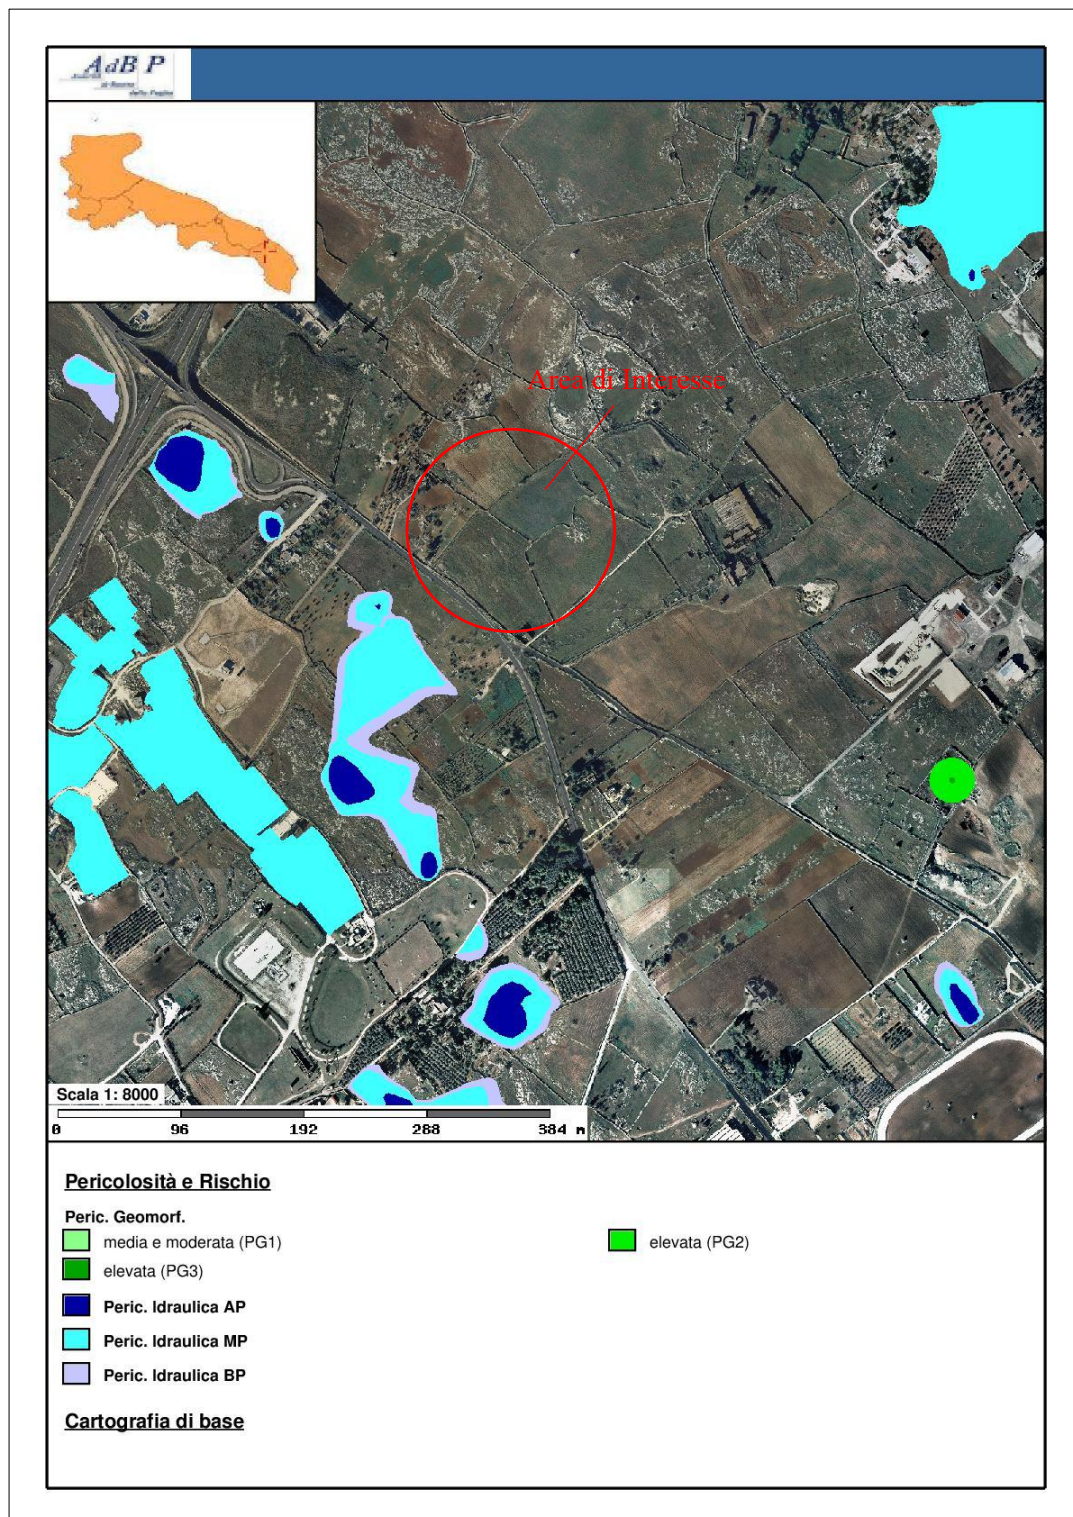 AdB P
Area di Interesse
Scala 1: 8000
0 96 192 288 384 m
Pericolosità e Rischio
Peric. Geomorf.
media e moderata (PG1)
elevata (PG2)
elevata (PG3)
Peric. Idraulica AP
Peric. Idraulica MP
Peric. Idraulica BP
Cartografia di base